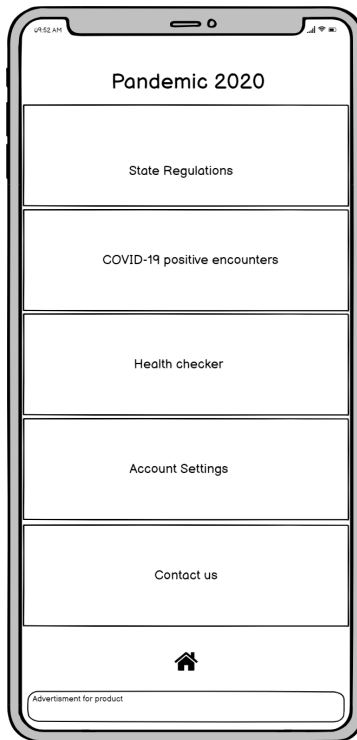 09:52 AM
Pandemic 2020
State Regulations
COVID-19 positive encounters
Health checker
Account Settings
Contact us
Advertisment for product